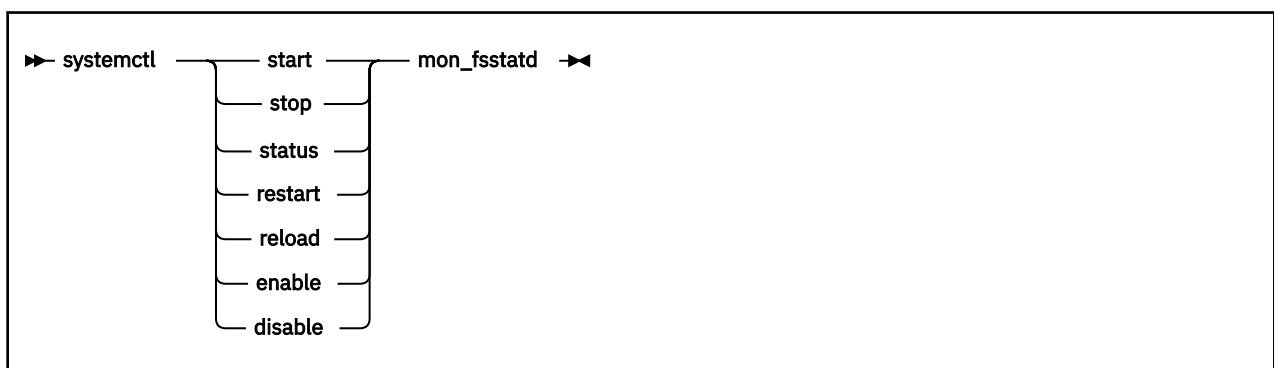 systemctl start mon_fsstatd
stop
status
restart
reload
enable
disable